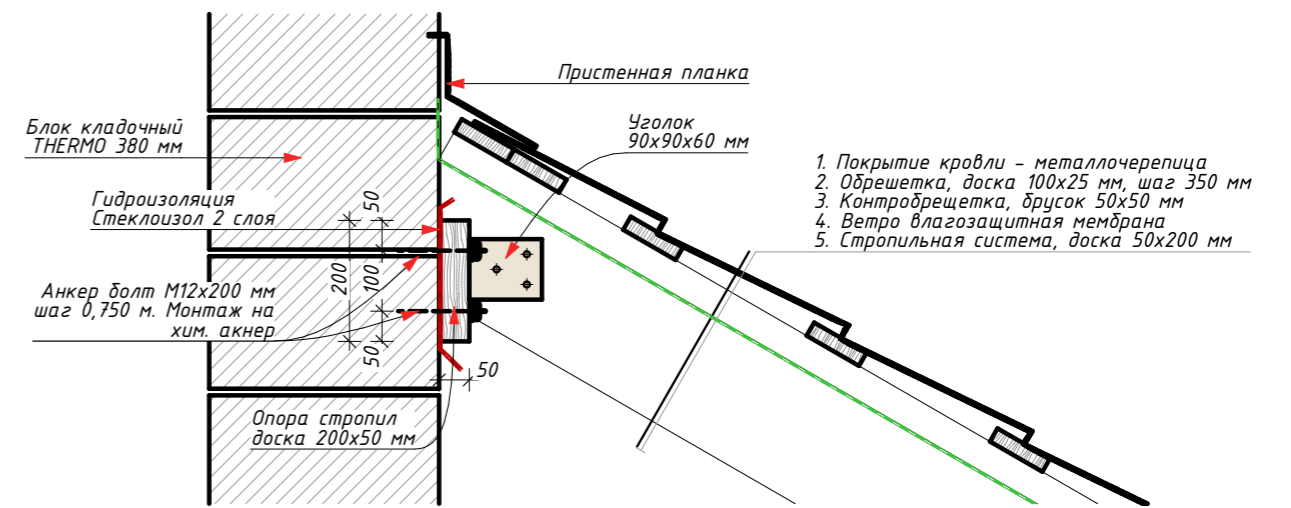 Пристенная планка
Блок кладочный
THERMO 380 мм
Уголок
90х90х60 мм
1. Покрытие кровли – металлочерепица
2. Обрешетка, доска 100х25 мм, шаг 350 мм
3. Контробрещетка, брусок 50х50 мм
4. Ветро влагозащитная мембрана
5. Стропильная система, доска 50х200 мм
Гидроизоляция
Стеклоизол 2 слоя
50
200
100
50
Анкер болт М12х200 мм
шаг 0,750 м. Монтаж на
хим. акнер
50
Опора стропил
доска 200х50 мм